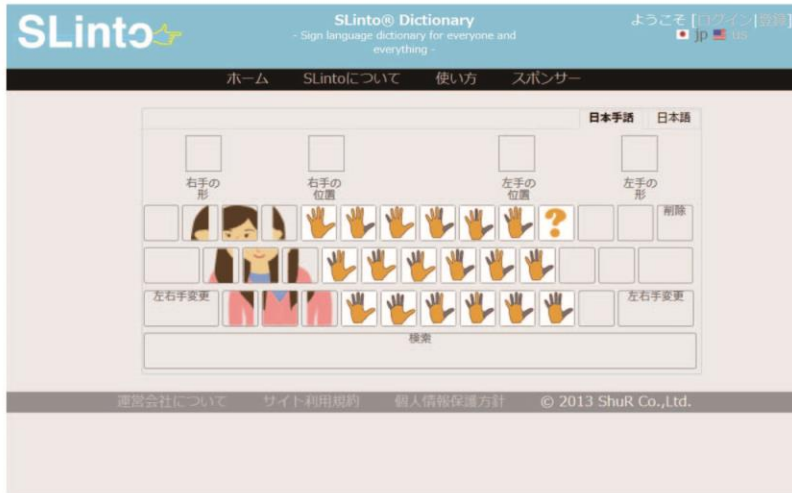 SLinto
SLinto® Dictionary
- Sign language dictionary for everyone and
everything -
ようこそ [ログイン|登録]
jp us
ホーム SLintoについて 使い方 スポンサー
日本手話 日本語
右手の
形
右手の
位置
左手の
位置
左手の
形
?
削除
左右手変更 左右手変更
検索
運営会社について サイト利用規約 個人情報保護方針 © 2013 ShuR Co.,Ltd.